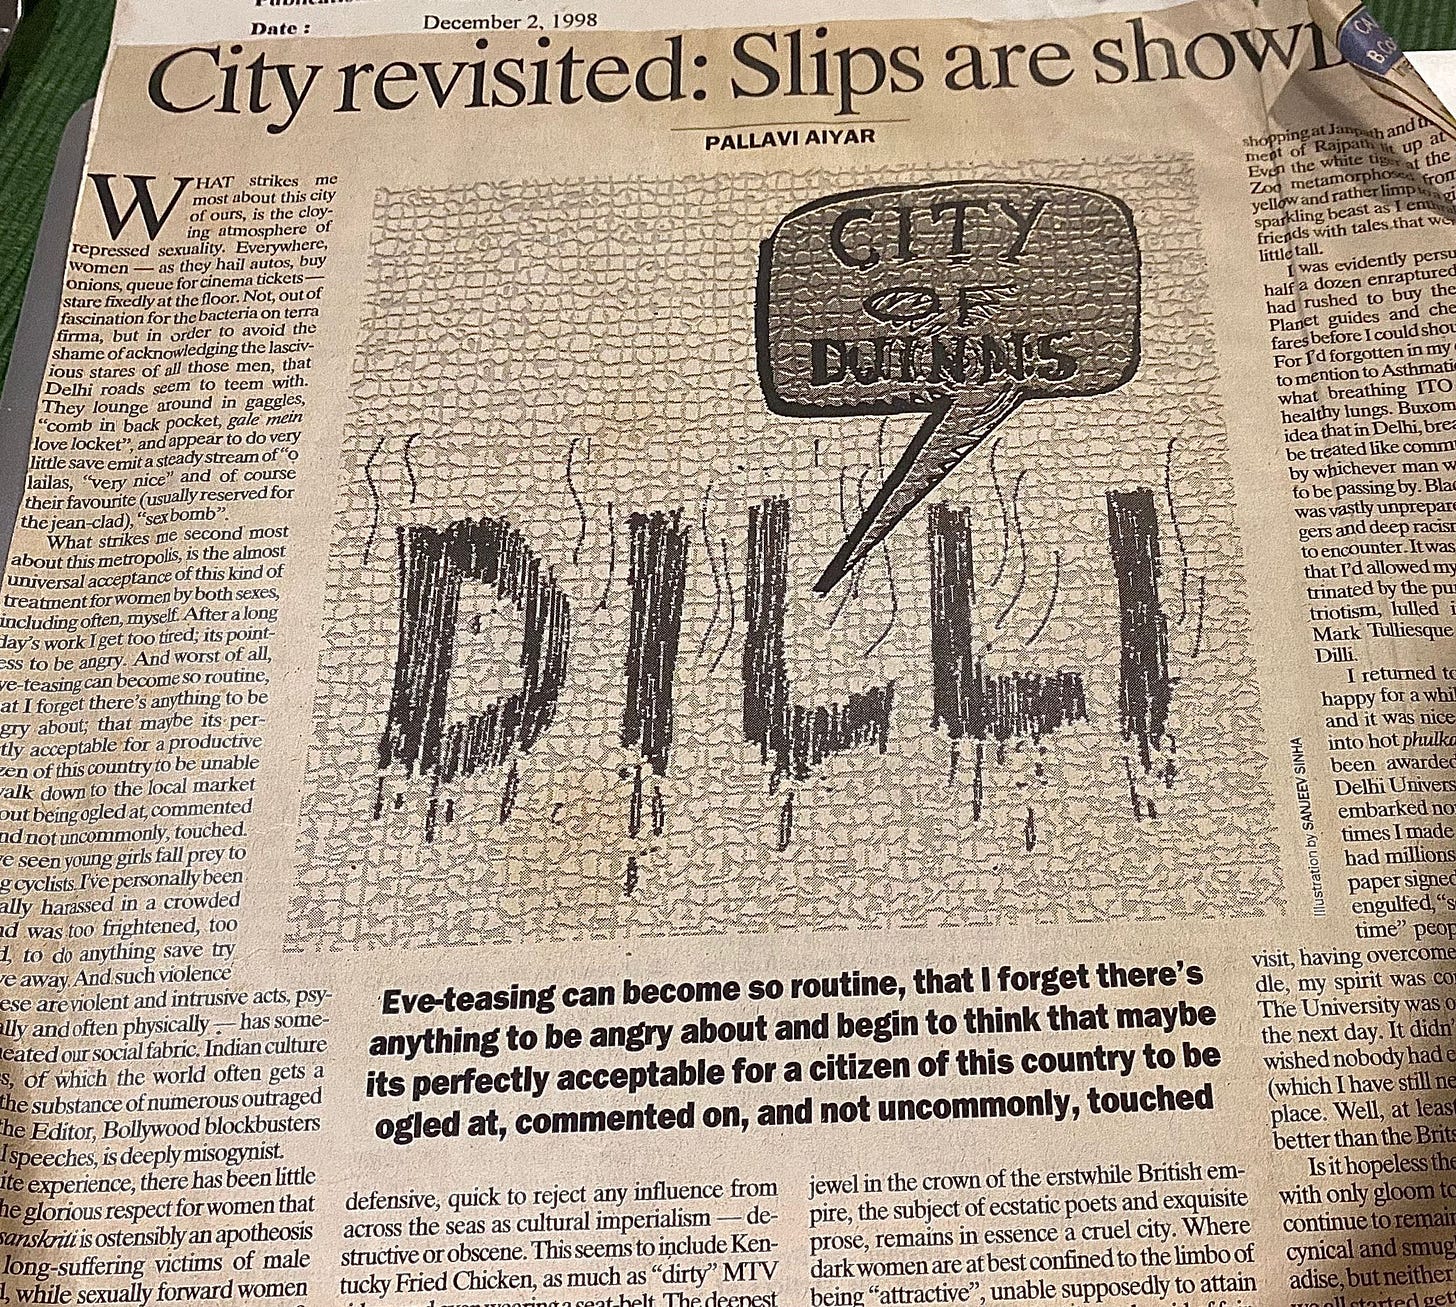 Date : December 2, 1998
City revisited: Slips are show
PALLAVI AIYAR
WHAT strikes me
most about this city
of ours, is the cloy-
ing atmosphere of
repressed sexuality. Everywhere,
women — as they hail autos, buy
onions, queue for cinema tickets—
stare fixedly at the floor. Not, out of
fascination for the bacteria on terra
firma, but in order to avoid the
shame of acknowledging the lasciv-
ious stares of all those men, that
Delhi roads seem to teem with.
They lounge around in gaggles,
"comb in back pocket, gale mein
love locket", and appear to do very
little save emit a steady stream of "o
lailas, "very nice" and of course
their favourite (usually reserved for
the jean-clad), "sex bomb".
What strikes me second most
about this metropolis, is the almost
universal acceptance of this kind of
treatment for women by both sexes,
including often, myself. After a long
day's work I get too tired; its point-
ess to be angry. And worst of all,
ve-teasing can become so routine,
at I forget there's anything to be
gry about; that maybe its per-
tly acceptable for a productive
zen of this country to be unable
alk down to the local market
out being ogled at, commented
nd not uncommonly, touched.
e seen young girls fall prey to
g cyclists. I've personally been
ally harassed in a crowded
nd was too frightened, too
d, to do anything save try
ve away. And such violence
ese are violent and intrusive acts, psy-
lly and often physically — has some-
eated our social fabric. Indian culture
s, of which the world often gets a
the substance of numerous outraged
he Editor, Bollywood blockbusters
l speeches, is deeply misogynist.
ite experience, there has been little
he glorious respect for women that
sanskriti is ostensibly an apotheosis
long-suffering victims of male
d, while sexually forward women
CITY
OF
DJINNS
DILLI
Illustration by SANJEEV SINHA
Eve-teasing can become so routine, that I forget there's
anything to be angry about and begin to think that maybe
its perfectly acceptable for a citizen of this country to be
ogled at, commented on, and not uncommonly, touched
defensive, quick to reject any influence from
across the seas as cultural imperialism — de-
structive or obscene. This seems to include Ken-
tucky Fried Chicken, as much as "dirty" MTV
wearing a seat-belt. The deepest
jewel in the crown of the erstwhile British em-
pire, the subject of ecstatic poets and exquisite
prose, remains in essence a cruel city. Where
dark women are at best confined to the limbo of
being "attractive", unable supposedly to attain
shopping at Janpath and th
ment of Rajpath lit up at
Even the white tiger at the
Zoo metamorphosed from
yellow and rather limp
sparkling beast as I
friends with tales that we
little tall.
I was evidently persu
half a dozen enraptured
had rushed to buy the
Planet guides and che
fares before I could shou
For I'd forgotten in my
to mention to Asthmati
what breathing ITO
healthy lungs. Buxom
idea that in Delhi, brea
be treated like comm
by whichever man w
to be passing by. Bla
was vastly unprepar
gers and deep racis
to encounter. It was
that I'd allowed my
trinated by the pu
triotism, lulled
Mark Tulliesque
Dilli.
I returned to
happy for a whi
and it was nice
into hot phulka
been awarded
Delhi Univers
embarked no
times I made
had millions
paper signed
engulfed, "s
time" peop
visit, having overcome
dle, my spirit was co
The University was
the next day. It didn
wished nobody had
(which I have still ne
place. Well, at leas
better than the Brits
Is it hopeless the
with only gloom to
continue to remain
cynical and smug
adise, but neither